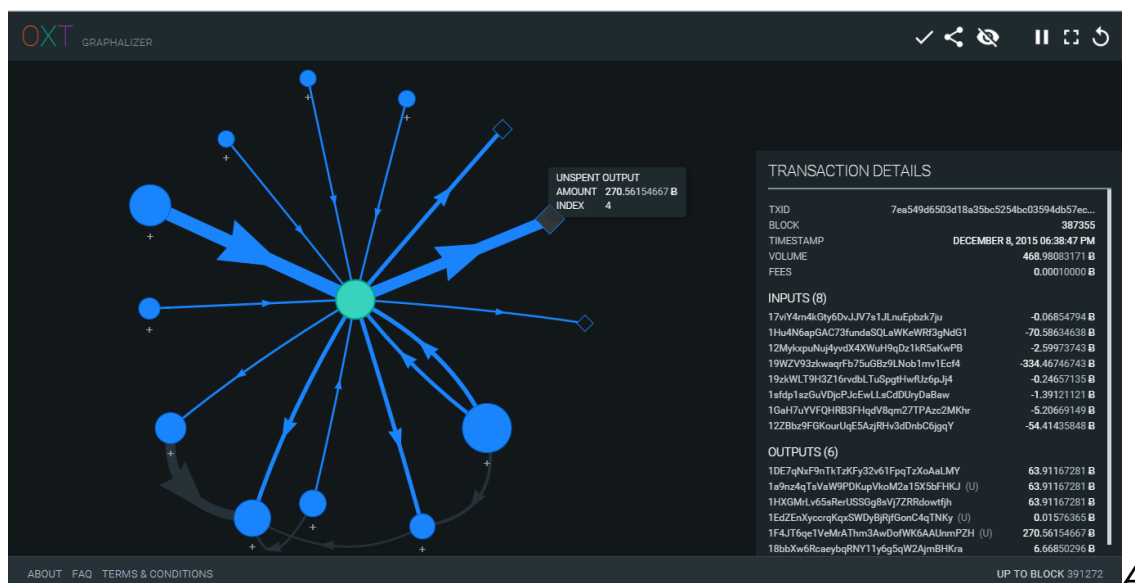 OXT GRAPHALIZER
UNSPENT OUTPUT
AMOUNT 270.56154667 B
INDEX 4
TRANSACTION DETAILS
TXID 7ea549d6503d18a35bc5254bc03594db57ec...
BLOCK 387355
TIMESTAMP DECEMBER 8, 2015 06:38:47 PM
VOLUME 468.98083171 B
FEES 0.00010000 B
INPUTS (8)
17viY4rn4kGty6DvJJV7s1JLnuEpbzk7ju -0.06854794 B
1Hu4N6apGAC73fundaSQLaWKeWRf3gNdG1 -70.58634638 B
12MykxpuNuj4yvdX4XWuH9qDz1kR5aKwPB -2.59973743 B
19WZV93zkwaqrFb75uGBz9LNob1mv1Ecf4 -334.46746743 B
19zkWLT9H3Z16rvdbLTuSpgtHwfUz6pJj4 -0.24657135 B
1sfdp1szGuVDjcPJcEwLLsCdDUryDaBaw -1.39121121 B
1GaH7uYVFQHRB3FHqdV8qm27TPAzc2MKhr -5.20669149 B
12ZBbz9FGKourUqE5AzjRHv3dDnbC6jgqY -54.41435848 B
OUTPUTS (6)
1DE7qNxF9nTkTzKFy32v61FpqTzXoAaLMY 63.91167281 B
1a9nz4qTsVaW9PDKupVkoM2a15X5bFHKJ (U) 63.91167281 B
1HXGMrLv65sRerUSSGg8sVj7ZRRdowtfjh 63.91167281 B
1EdZEnXyccrqKqxSWDyBjRjfGonC4qTNKy (U) 0.01576365 B
1F4JT6qe1VeMrAThm3AwDofWK6AAUnmPZH (U) 270.56154667 B
18bbXw6RcaeybqRNY11y6g5qW2AjmBHKra 6.66850296 B
ABOUT FAQ TERMS & CONDITIONS UP TO BLOCK 391272